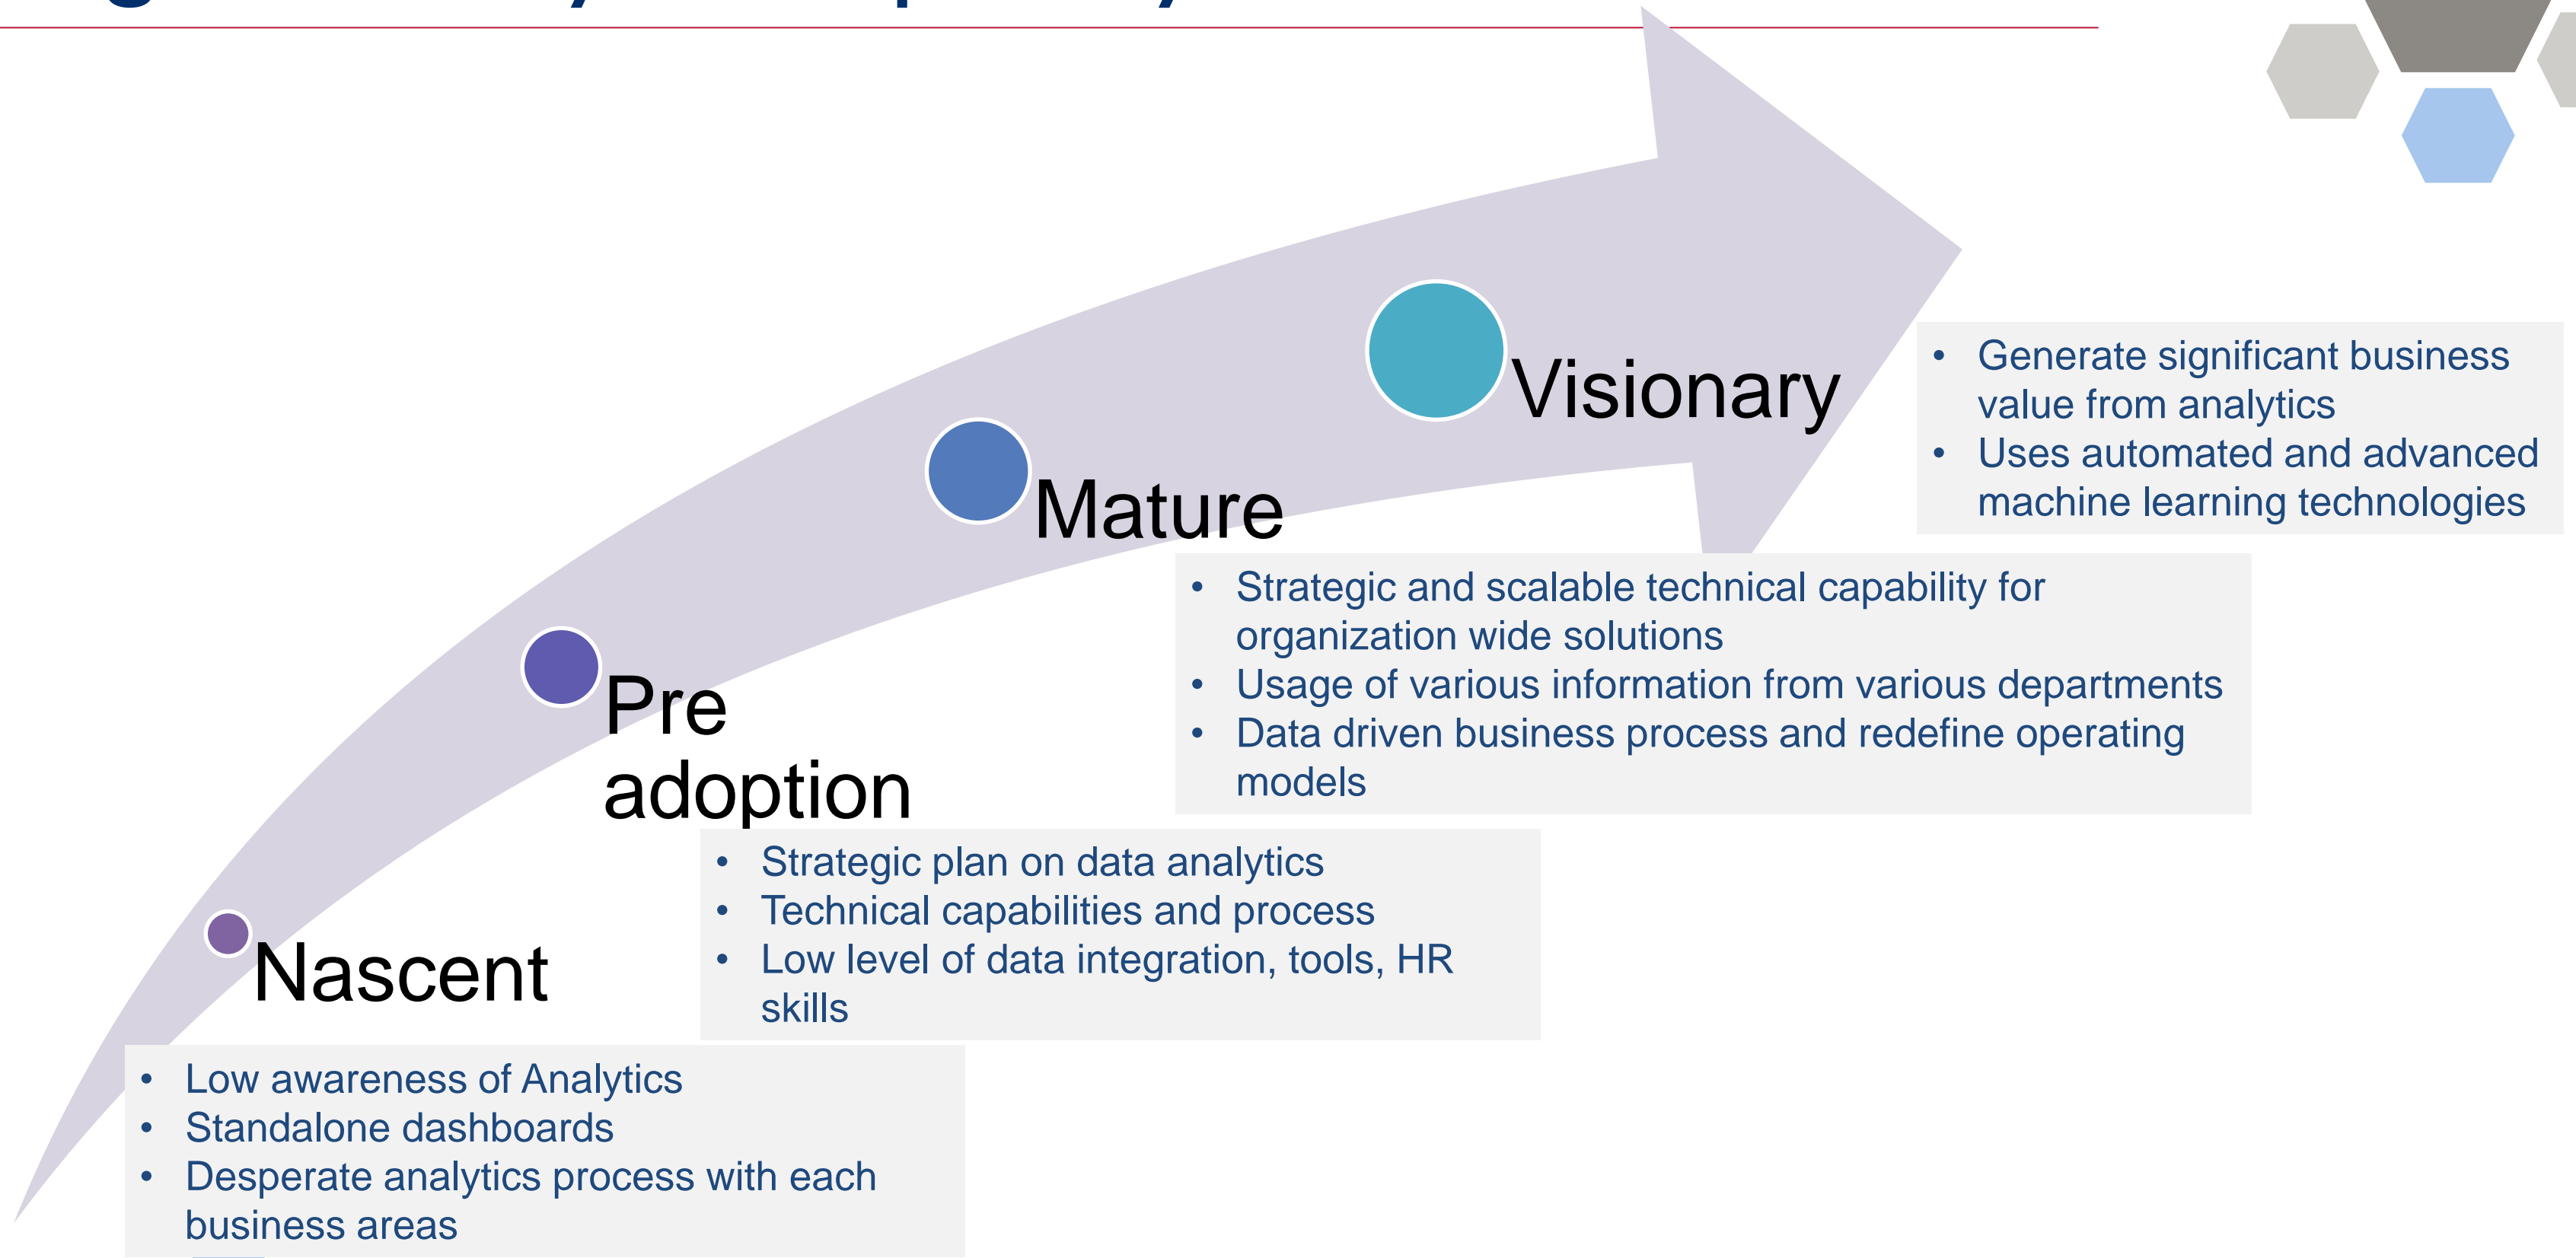 Visionary
• Generate significant business
value from analytics
• Uses automated and advanced
machine learning technologies
Mature
• Strategic and scalable technical capability for
organization wide solutions
• Usage of various information from various departments
• Data driven business process and redefine operating
models
Pre
adoption
• Strategic plan on data analytics
• Technical capabilities and process
• Low level of data integration, tools, HR
skills
Nascent
• Low awareness of Analytics
• Standalone dashboards
• Desperate analytics process with each
business areas